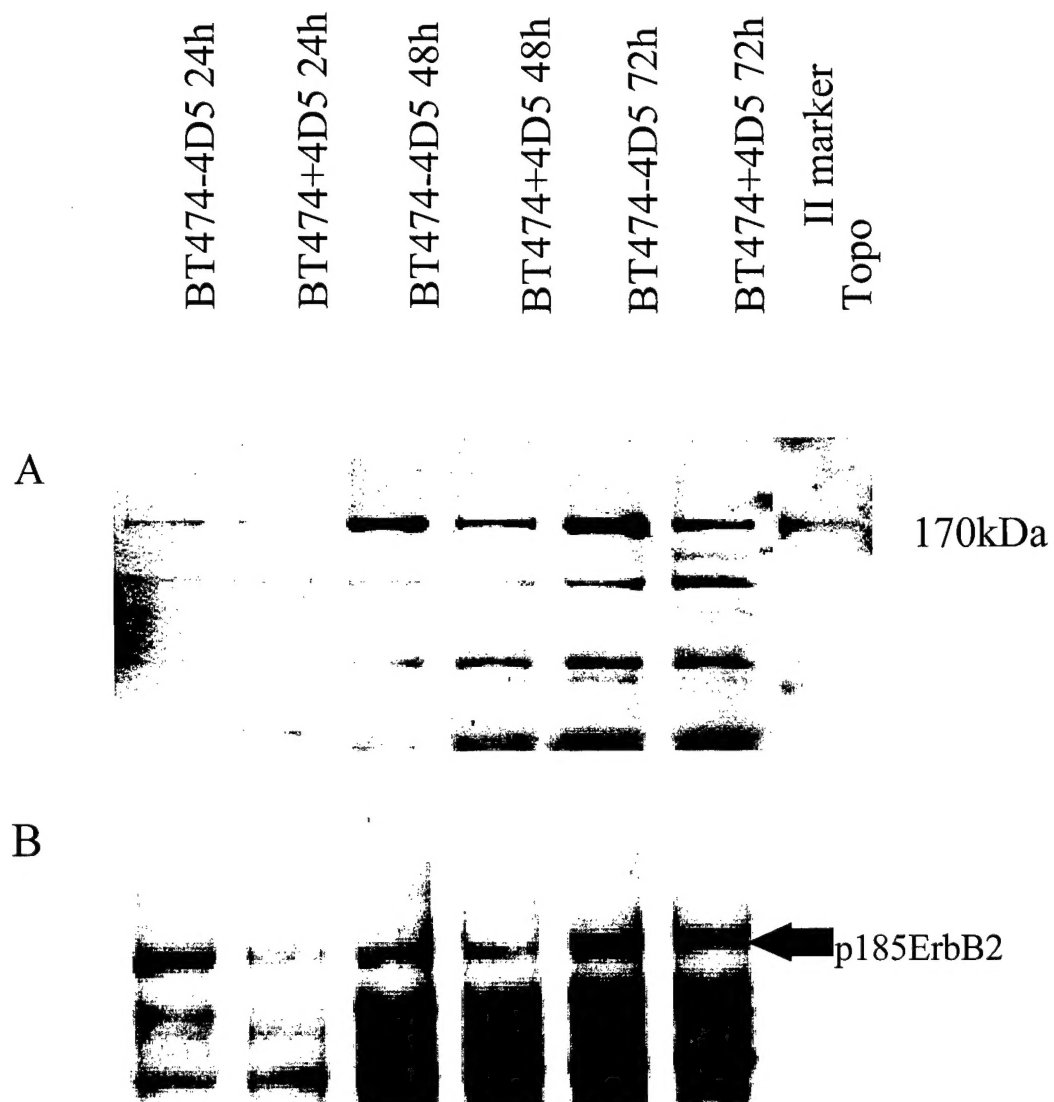 BT474-4D5 24h
BT474+4D5 24h
BT474-4D5 48h
BT474+4D5 48h
BT474-4D5 72h
BT474+4D5 72h
II marker
Topo
A
170kDa
B
p185ErbB2